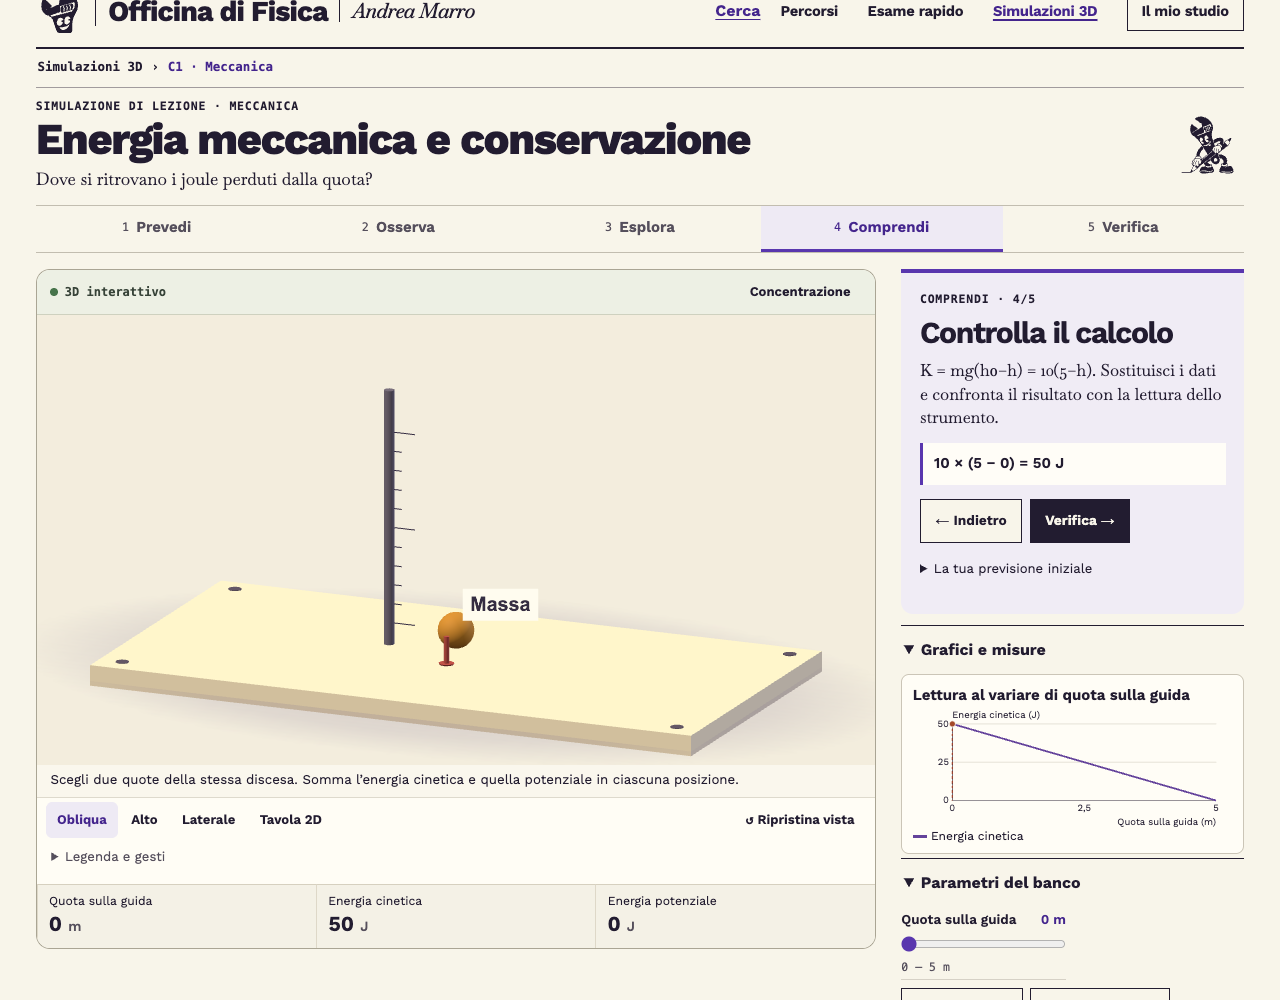 Officina di Fisica
Andrea Marro
Cerca
Percorsi
Esame rapido
Simulazioni 3D
Il mio studio
Simulazioni 3D › C1 · Meccanica
SIMULAZIONE DI LEZIONE · MECCANICA
Energia meccanica e conservazione
Dove si ritrovano i joule perduti dalla quota?
1 Prevedi
2 Osserva
3 Esplora
4 Comprendi
5 Verifica
3D interattivo
Concentrazione
Massa
Scegli due quote della stessa discesa. Somma l’energia cinetica e quella potenziale in ciascuna posizione.
Obliqua
Alto
Laterale
Tavola 2D
↺ Ripristina vista
▶ Legenda e gesti
Quota sulla guida
0 m
Energia cinetica
50 J
Energia potenziale
0 J
COMPRENDI · 4/5
Controlla il calcolo
K = mg(h₀−h) = 10(5−h). Sostituisci i dati
e confronta il risultato con la lettura dello
strumento.
10 × (5 − 0) = 50 J
← Indietro
Verifica →
▶ La tua previsione iniziale
▼ Grafici e misure
Lettura al variare di quota sulla guida
Energia cinetica (J)
50
25
0
0
2,5
5
Quota sulla guida (m)
Energia cinetica
▼ Parametri del banco
Quota sulla guida
0 m
0 — 5 m